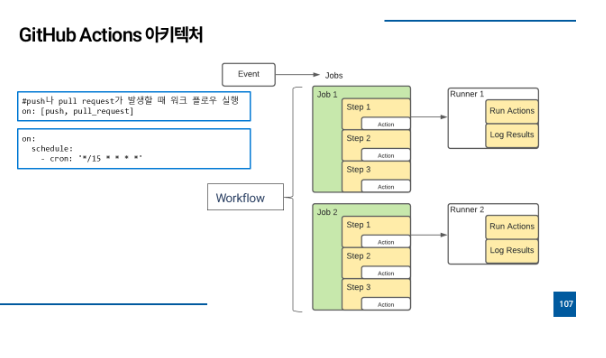 GitHub Actions 아키텍처
Event
Jobs
#push나 pull request가 발생할 때 워크 플로우 실행
on: [push, pull_request]
on:
  schedule:
    - cron: '*/15 * * * *'
Workflow
Job 1
Step 1
Action
Step 2
Action
Step 3
Action
Runner 1
Run Actions
Log Results
Job 2
Step 1
Action
Step 2
Action
Step 3
Action
Runner 2
Run Actions
Log Results
107